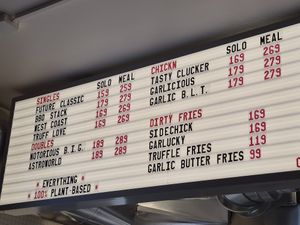 SOLO MEAL
SINGLES
FUTURE CLASSIC 159 259
BBQ STACK 179 279
WEST COAST 169 269
TRUFF LOVE 169 269
DOUBLES
NOTORIOUS B.I.G. 189 289
ASTROWORLD 189 289
* EVERYTHING *
* 100% PLANT-BASED *
CHICKN SOLO MEAL
TASTY CLUCKER 169 269
GARLICIOUS 179 279
GARLIC B.L.T. 179 279
DIRTY FRIES
SIDECHICK 169
GARLUCKY 169
TRUFFLE FRIES 119
GARLIC BUTTER FRIES 99